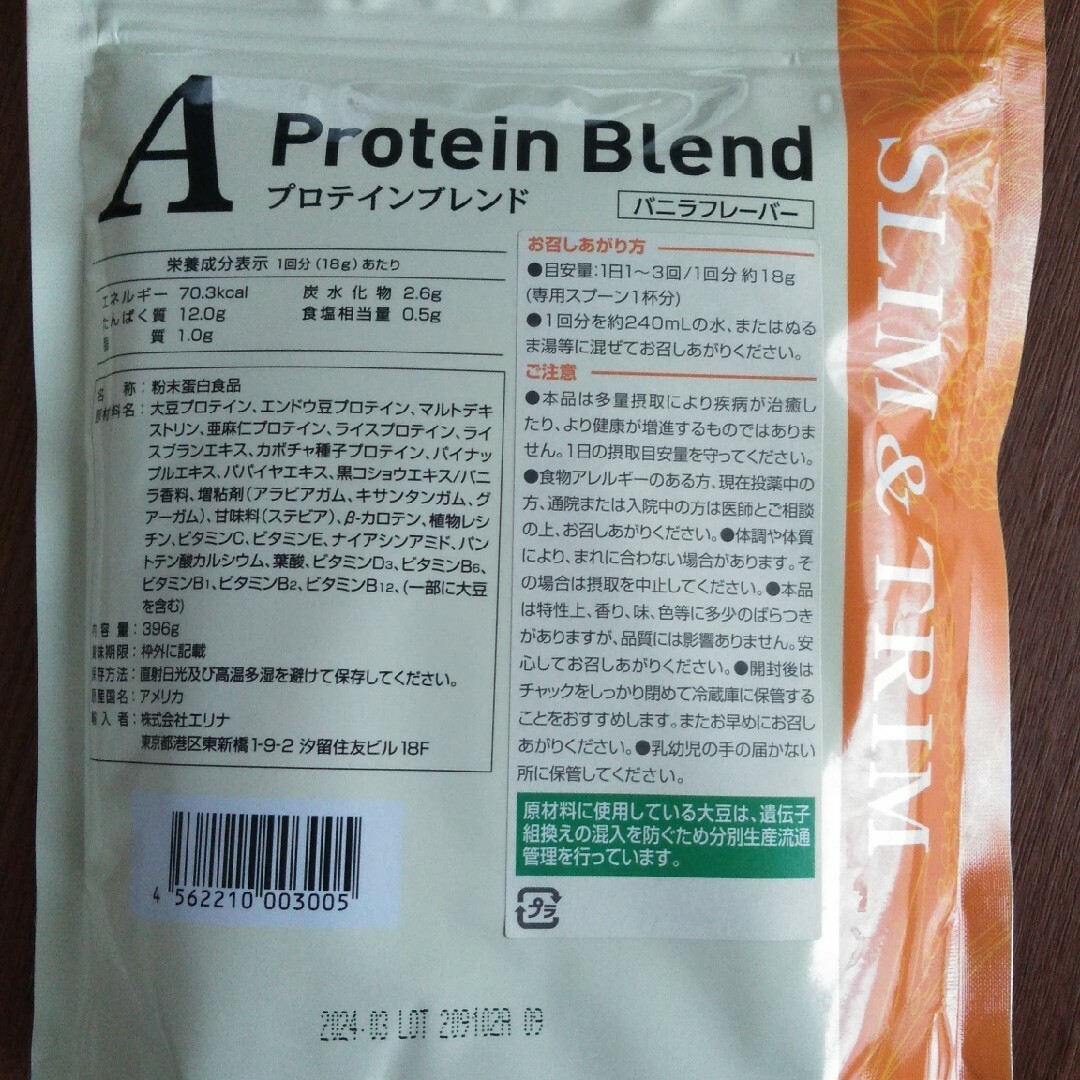 A Protein Blend
プロテインブレンド
バニラフレーバー
栄養成分表示 1回分(18g)あたり
エネルギー 70.3kcal 炭水化物 2.6g
たんぱく質 12.0g 食塩相当量 0.5g
脂質 1.0g
名称：粉末蛋白食品
原材料名：大豆プロテイン、エンドウ豆プロテイン、マルトデキ
ストリン、亜麻仁プロテイン、ライスプロテイン、ライ
スブランエキス、カボチャ種子プロテイン、パイナッ
プルエキス、パパイヤエキス、黒コショウエキス/バニ
ラ香料、増粘剤(アラビアガム、キサンタンガム、グ
アーガム)、甘味料(ステビア)、β-カロテン、植物レシ
チン、ビタミンC、ビタミンE、ナイアシンアミド、パン
トテン酸カルシウム、葉酸、ビタミンD3、ビタミンB6、
ビタミンB1、ビタミンB2、ビタミンB12、(一部に大豆
を含む)
内容量：396g
賞味期限：枠外に記載
保存方法：直射日光及び高温多湿を避けて保存してください。
原産国名：アメリカ
輸入者：株式会社エリナ
東京都港区東新橋1-9-2 汐留住友ビル18F
4 562210 003005
お召しあがり方
●目安量:1日1〜3回/1回分 約18g
(専用スプーン1杯分)
●1回分を約240mLの水、またはぬる
ま湯等に混ぜてお召しあがりください。
ご注意
●本品は多量摂取により疾病が治癒し
たり、より健康が増進するものではありま
せん。1日の摂取目安量を守ってください。
●食物アレルギーのある方、現在投薬中の
方、通院または入院中の方は医師とご相談
の上、お召しあがりください。●体調や体質
により、まれに合わない場合があります。そ
の場合は摂取を中止してください。●本品
は特性上、香り、味、色等に多少のばらつき
がありますが、品質には影響ありません。安
心してお召しあがりください。●開封後は
チャックをしっかり閉めて冷蔵庫に保管する
ことをおすすめします。またお早めにお召し
あがりください。●乳幼児の手の届かない
所に保管してください。
原材料に使用している大豆は、遺伝子
組換えの混入を防ぐため分別生産流通
管理を行っています。
プラ
SLIM & TRIM
2024.03 LOT 209102A 09